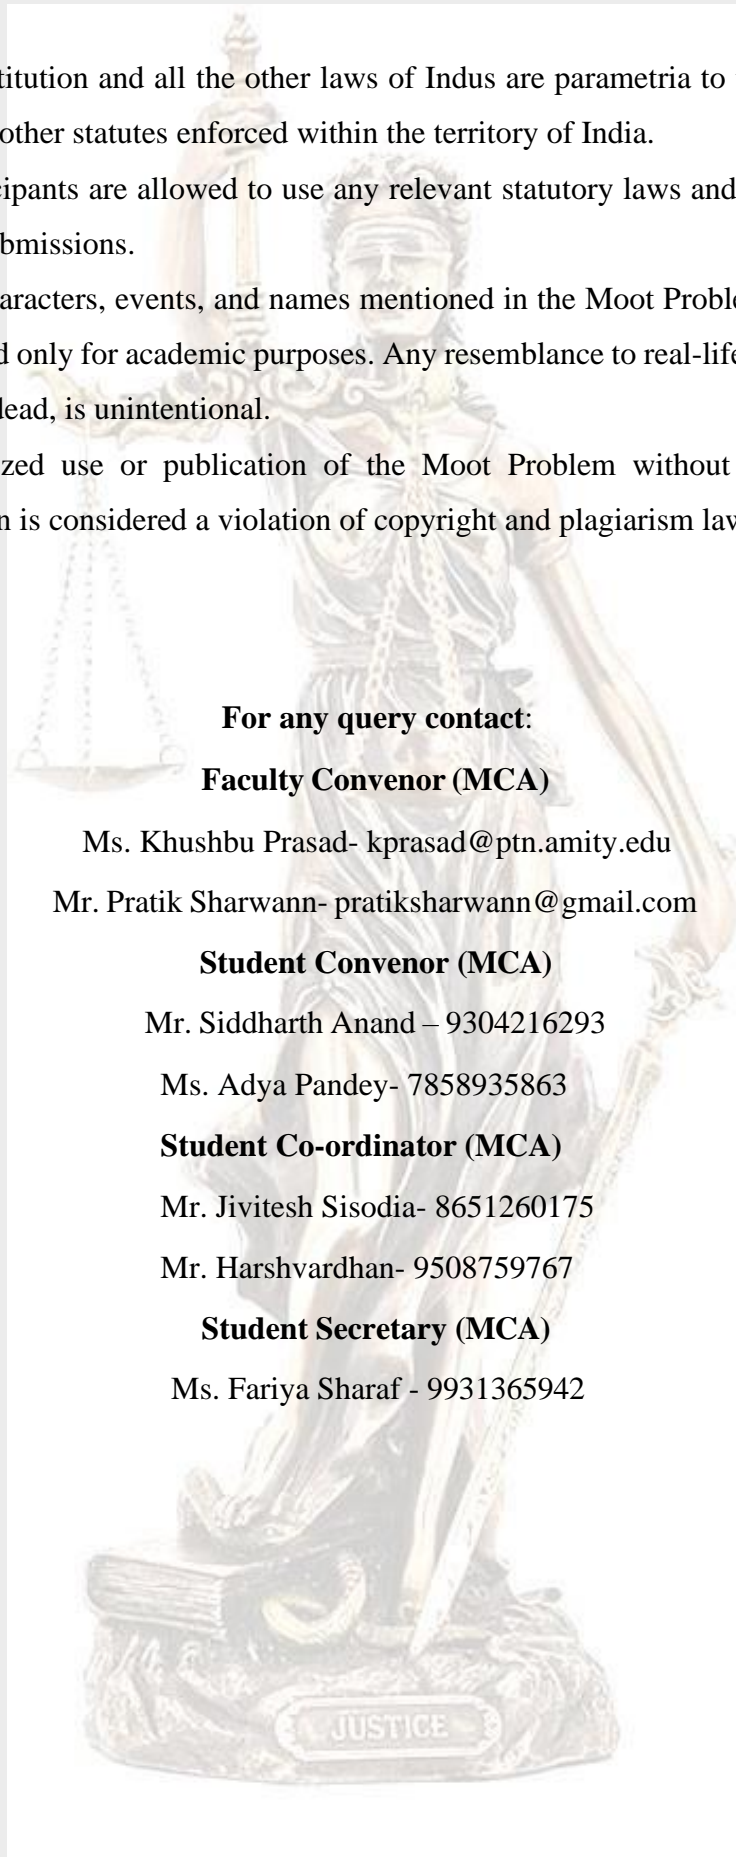 titution and all the other laws of Indus are parametria to
other statutes enforced within the territory of India.
cipants are allowed to use any relevant statutory laws and
bmissions.
aracters, events, and names mentioned in the Moot Proble
d only for academic purposes. Any resemblance to real-life
dead, is unintentional.
zed use or publication of the Moot Problem without
n is considered a violation of copyright and plagiarism law
For any query contact:
Faculty Convenor (MCA)
Ms. Khushbu Prasad- kprasad@ptn.amity.edu
Mr. Pratik Sharwann- pratiksharwann@gmail.com
Student Convenor (MCA)
Mr. Siddharth Anand – 9304216293
Ms. Adya Pandey- 7858935863
Student Co-ordinator (MCA)
Mr. Jivitesh Sisodia- 8651260175
Mr. Harshvardhan- 9508759767
Student Secretary (MCA)
Ms. Fariya Sharaf - 9931365942
JUSTICE